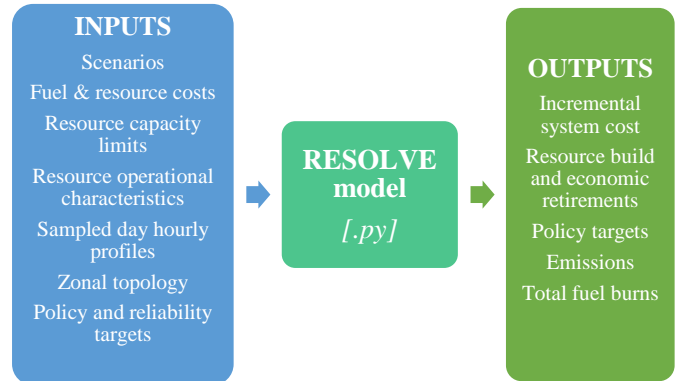 INPUTS
Scenarios
Fuel & resource costs
Resource capacity
limits
Resource operational
characteristics
Sampled day hourly
profiles
Zonal topology
Policy and reliability
targets
RESOLVE
model
[.py]
OUTPUTS
Incremental
system cost
Resource build
and economic
retirements
Policy targets
Emissions
Total fuel burns